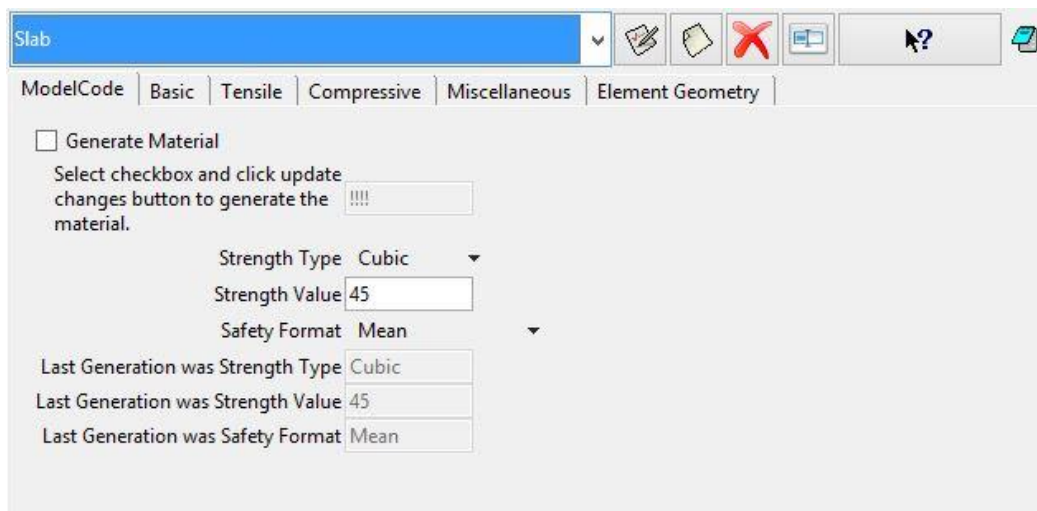 Slab
?
ModelCode Basic Tensile Compressive Miscellaneous Element Geometry
Generate Material
Select checkbox and click update
changes button to generate the
material.
!!!!
Strength Type Cubic
Strength Value 45
Safety Format Mean
Last Generation was Strength Type Cubic
Last Generation was Strength Value 45
Last Generation was Safety Format Mean